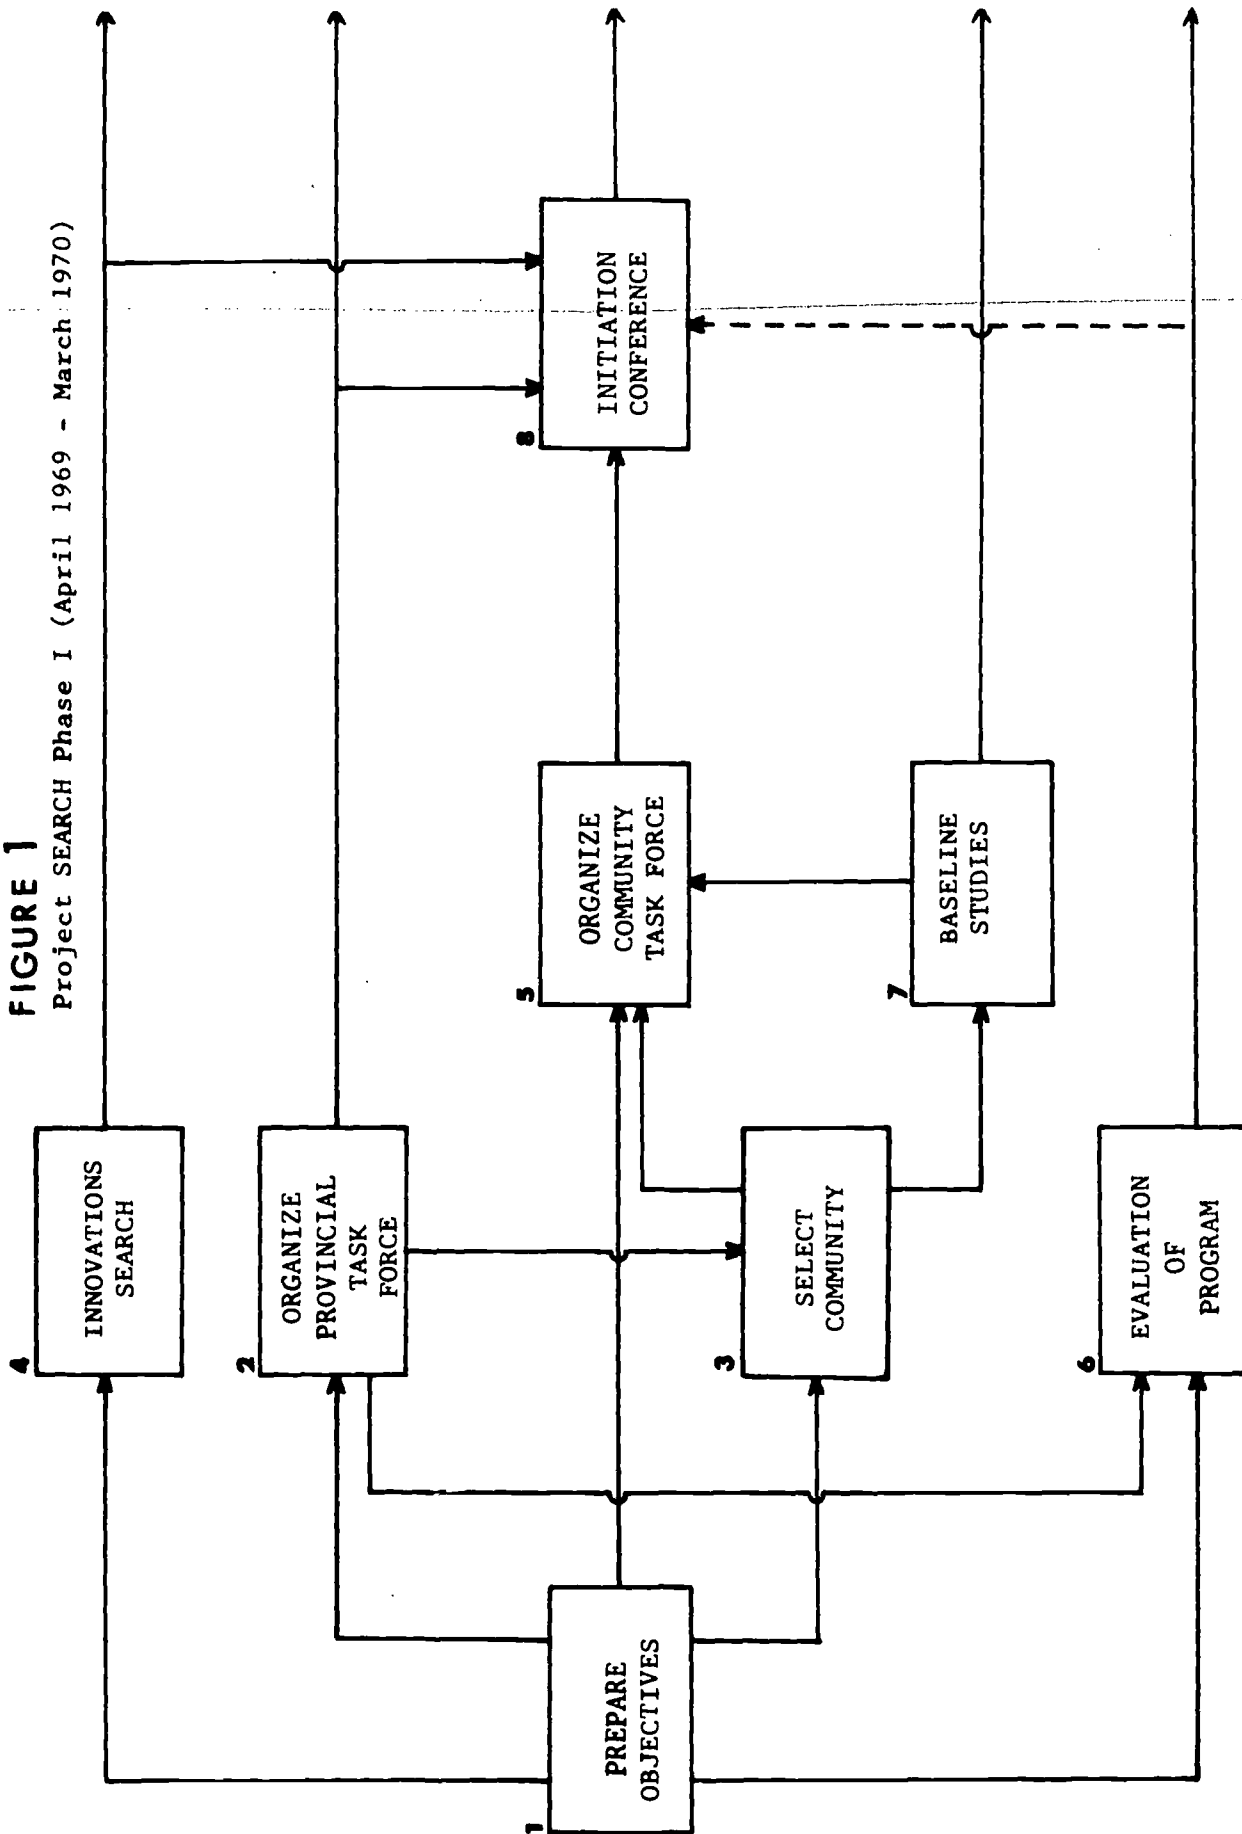 FIGURE 1
Project SEARCH Phase I (April 1969 - March 1970)
1
PREPARE
OBJECTIVES
4
INNOVATIONS
SEARCH
2
ORGANIZE
PROVINCIAL
TASK
FORCE
3
SELECT
COMMUNITY
6
EVALUATION
OF
PROGRAM
5
ORGANIZE
COMMUNITY
TASK FORCE
7
BASELINE
STUDIES
8
INITIATION
CONFERENCE